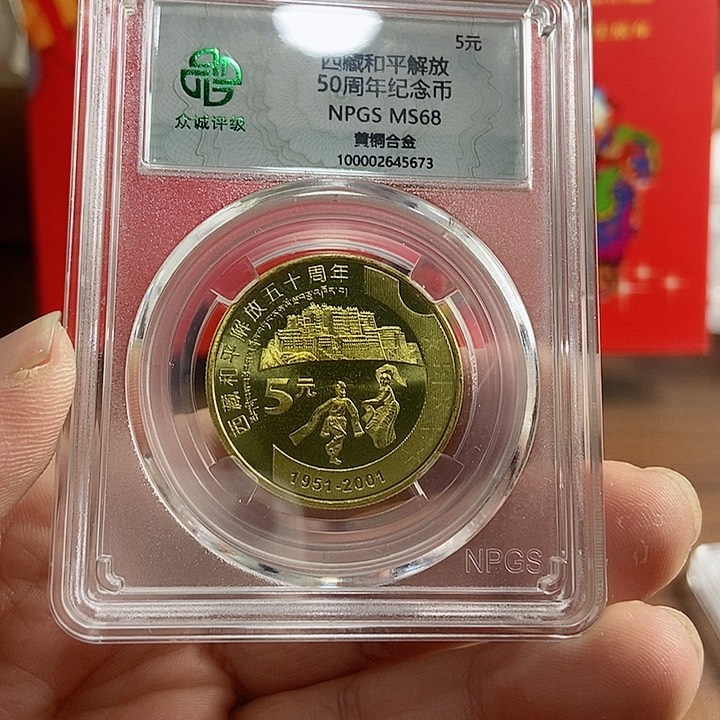 众诚评级
5元
西藏和平解放
50周年纪念币
NPGS MS68
黄铜合金
100002645673
西藏和平解放五十周年
5元
1951-2001
NPGS